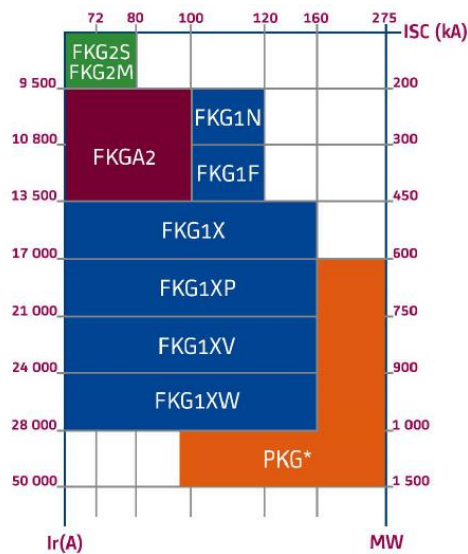 72 80 100 120 160 275 ISC (kA)
FKG2S
FKG2M
9 500 200
FKG1N
10 800 300
FKGA2
FKG1F
13 500 450
FKG1X
17 000 600
FKG1XP
21 000 750
FKG1XV
24 000 900
FKG1XW
28 000 1 000
PKG*
50 000 1 500
Ir(A) MW